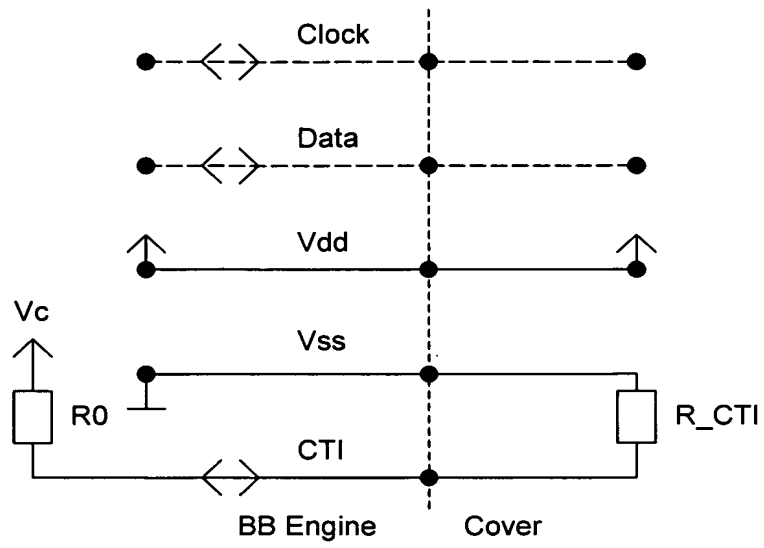 Clock
Data
Vdd
Vc
Vss
R0
R_CTI
CTI
BB Engine
Cover